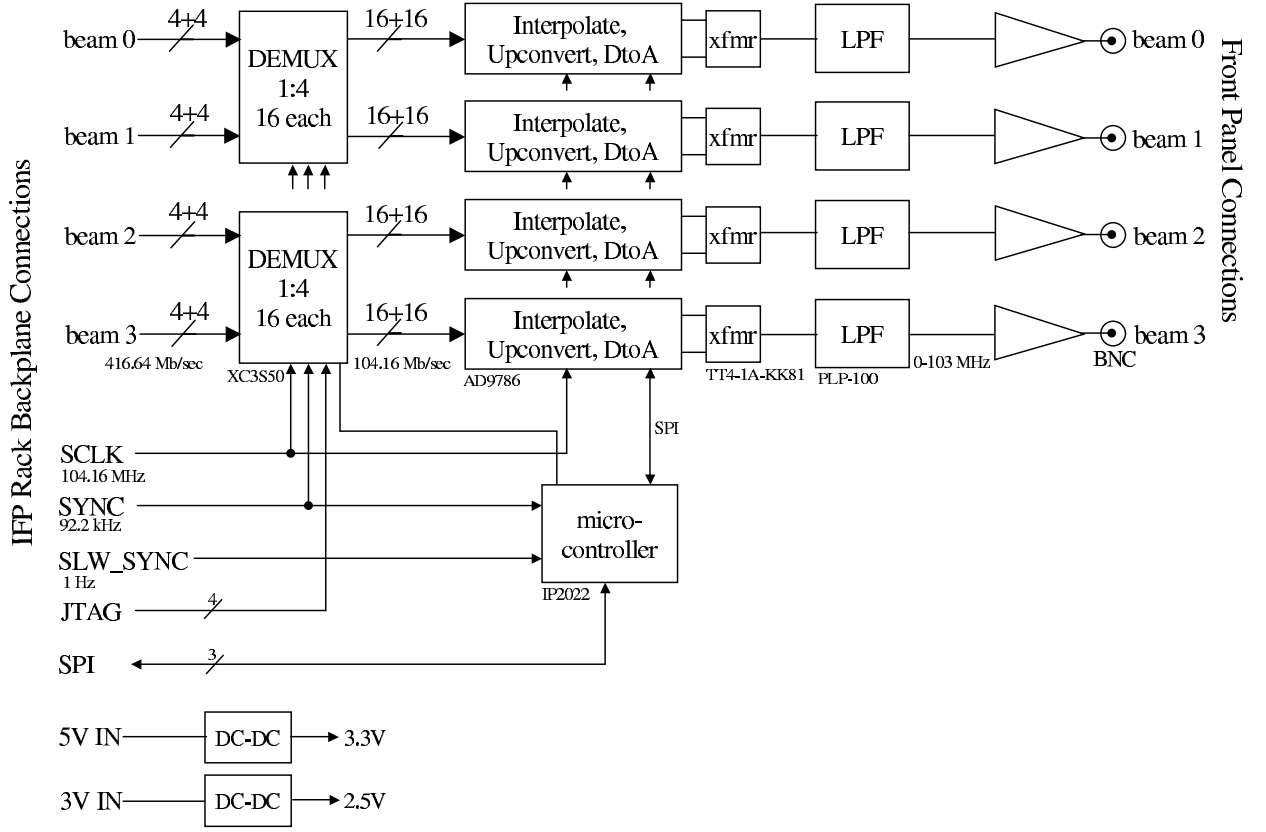 IFP Rack Backplane Connections
beam 0
4+4
DEMUX
1:4
16 each
16+16
Interpolate,
Upconvert, DtoA
xfmr
LPF
beam 0
beam 1
4+4
16+16
Interpolate,
Upconvert, DtoA
xfmr
LPF
beam 1
beam 2
4+4
DEMUX
1:4
16 each
16+16
Interpolate,
Upconvert, DtoA
xfmr
LPF
beam 2
beam 3
4+4
16+16
Interpolate,
Upconvert, DtoA
xfmr
LPF
beam 3
Front Panel Connections
416.64 Mb/sec
XC3S50
104.16 Mb/sec
AD9786
TT4-1A-KK81
PLP-100
0-103 MHz
BNC
SPI
SCLK
104.16 MHz
SYNC
92.2 kHz
micro-
controller
IP2022
SLW_SYNC
1 Hz
JTAG
4
SPI
3
5V IN
DC-DC
3.3V
3V IN
DC-DC
2.5V